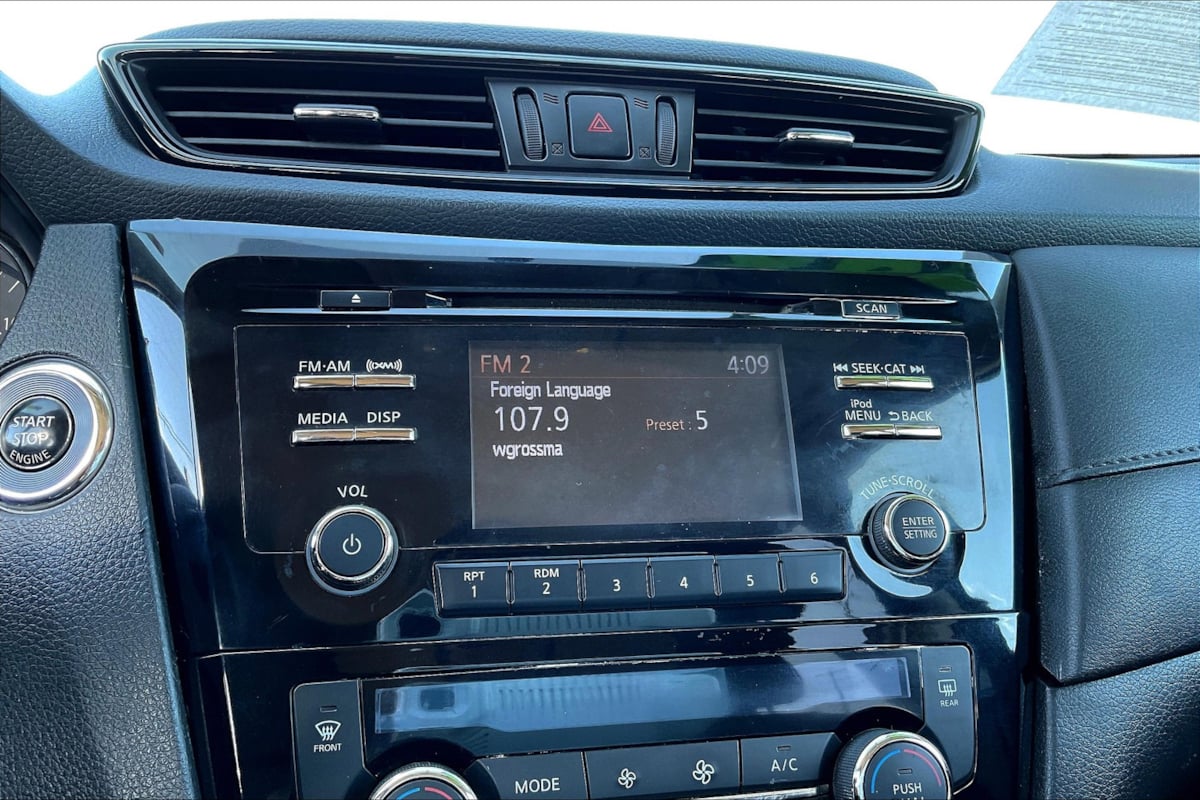 SCAN
FM·AM
((XM))
MEDIA
DISP
VOL
FM 2
4:09
Foreign Language
107.9
Preset : 5
wgrossma
SEEK·CAT
iPod
MENU
BACK
TUNE·SCROLL
ENTER
SETTING
START
STOP
ENGINE
RPT
1
RDM
2
3
4
5
6
FRONT
REAR
MODE
A/C
PUSH